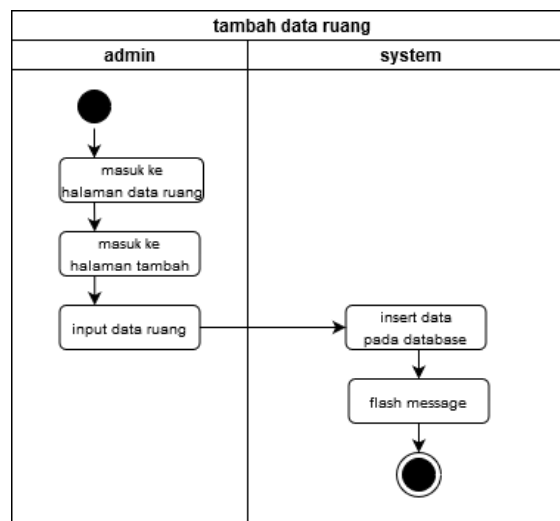 tambah data ruang
admin
system
masuk ke
halaman data ruang
masuk ke
halaman tambah
input data ruang
insert data
pada database
flash message